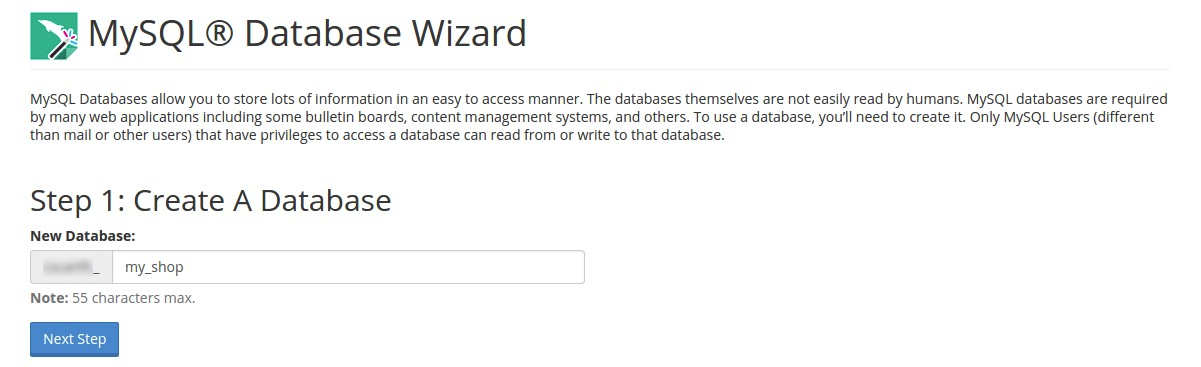 MySQL® Database Wizard
MySQL Databases allow you to store lots of information in an easy to access manner. The databases themselves are not easily read by humans. MySQL databases are required
by many web applications including some bulletin boards, content management systems, and others. To use a database, you’ll need to create it. Only MySQL Users (different
than mail or other users) that have privileges to access a database can read from or write to that database.
Step 1: Create A Database
New Database:
_ my_shop
Note: 55 characters max.
Next Step